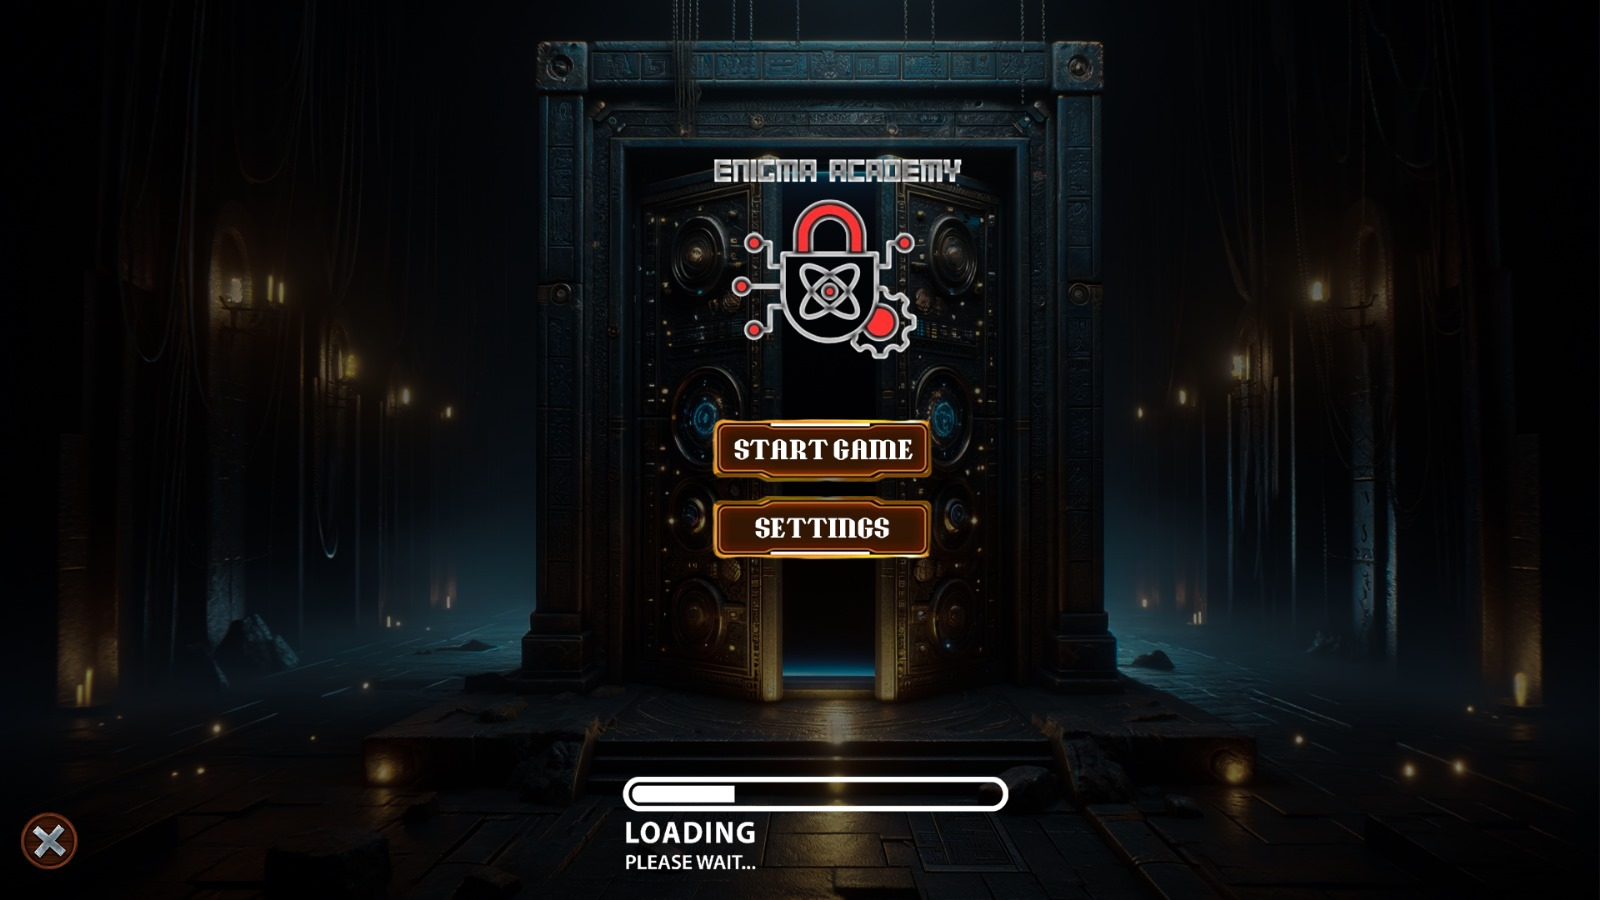 ENIGMA ACADEMY
START GAME
SETTINGS
LOADING
PLEASE WAIT...